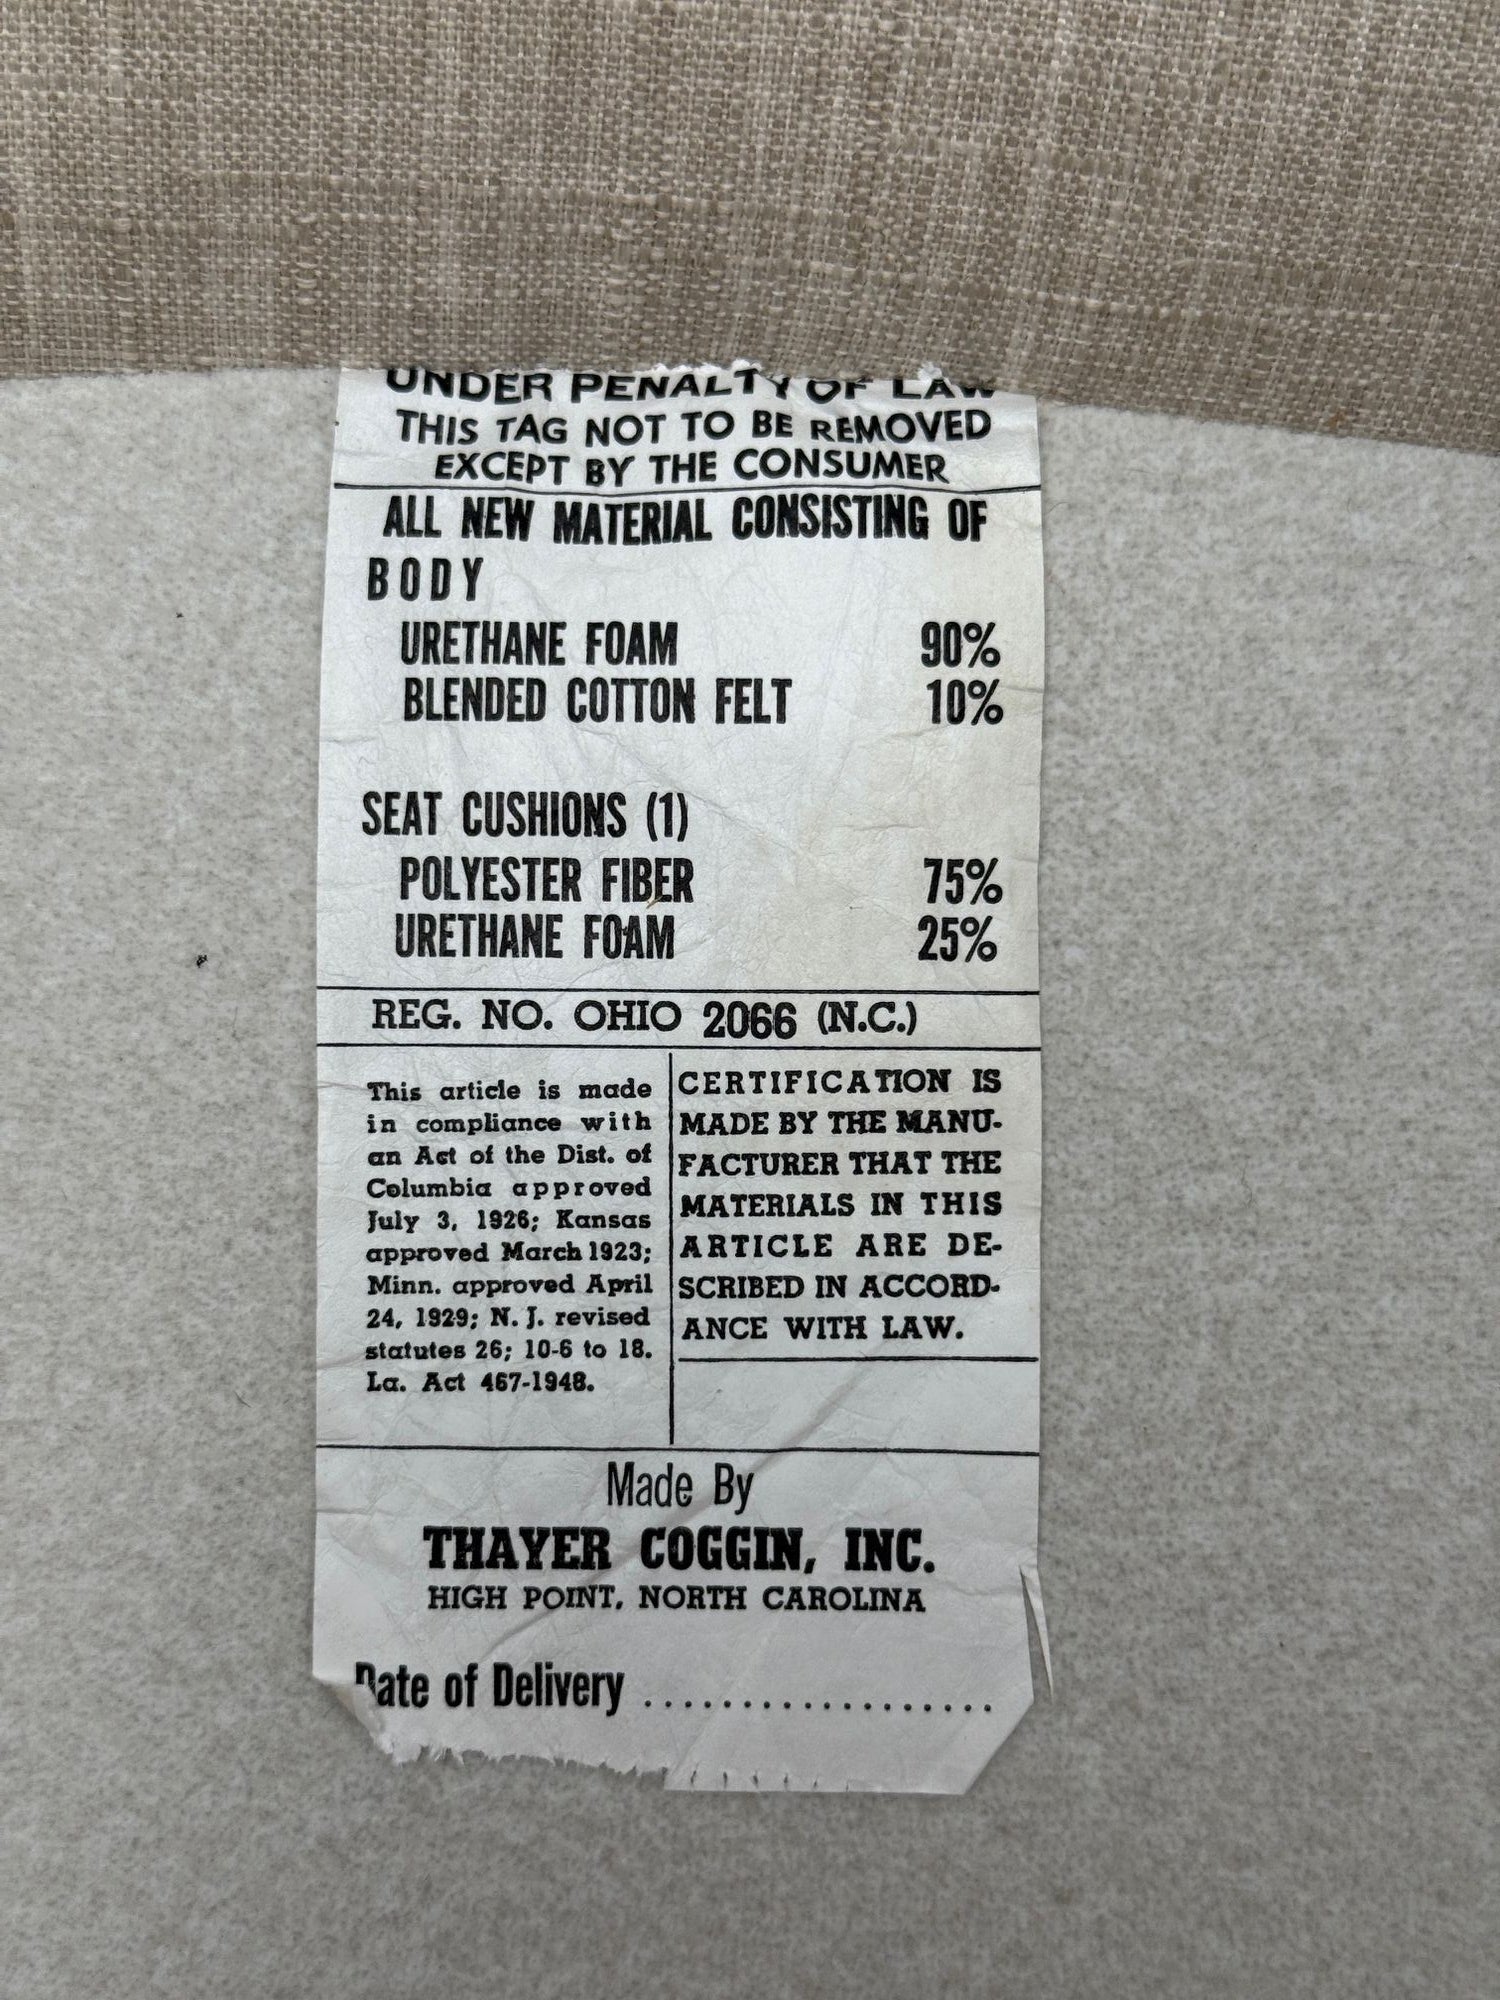 UNDER PENALTY OF LAW
THIS TAG NOT TO BE REMOVED
EXCEPT BY THE CONSUMER
ALL NEW MATERIAL CONSISTING OF
BODY
URETHANE FOAM 90%
BLENDED COTTON FELT 10%
SEAT CUSHIONS (1)
POLYESTER FIBER 75%
URETHANE FOAM 25%
REG. NO. OHIO 2066 (N.C.)
This article is made
in compliance with
an Act of the Dist. of
Columbia approved
July 3, 1926; Kansas
approved March 1923;
Minn. approved April
24, 1929; N. J. revised
statutes 26; 10-6 to 18.
La. Act 467-1948.
CERTIFICATION IS
MADE BY THE MANU-
FACTURER THAT THE
MATERIALS IN THIS
ARTICLE ARE DE-
SCRIBED IN ACCORD-
ANCE WITH LAW.
Made By
THAYER COGGIN, INC.
HIGH POINT, NORTH CAROLINA
Date of Delivery ..................